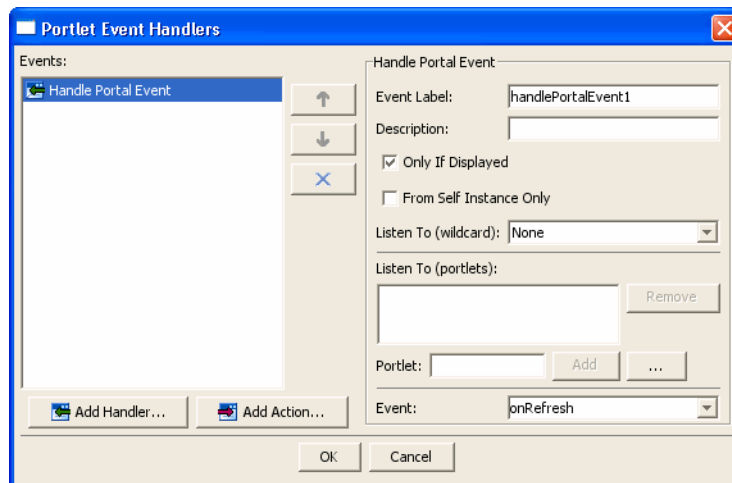 Portlet Event Handlers
Events:
Handle Portal Event
Add Handler...
Add Action...
Handle Portal Event
Event Label: handlePortalEvent1
Description:
Only If Displayed
From Self Instance Only
Listen To (wildcard): None
Listen To (portlets):
Remove
Portlet: Add ...
Event: onRefresh
OK Cancel